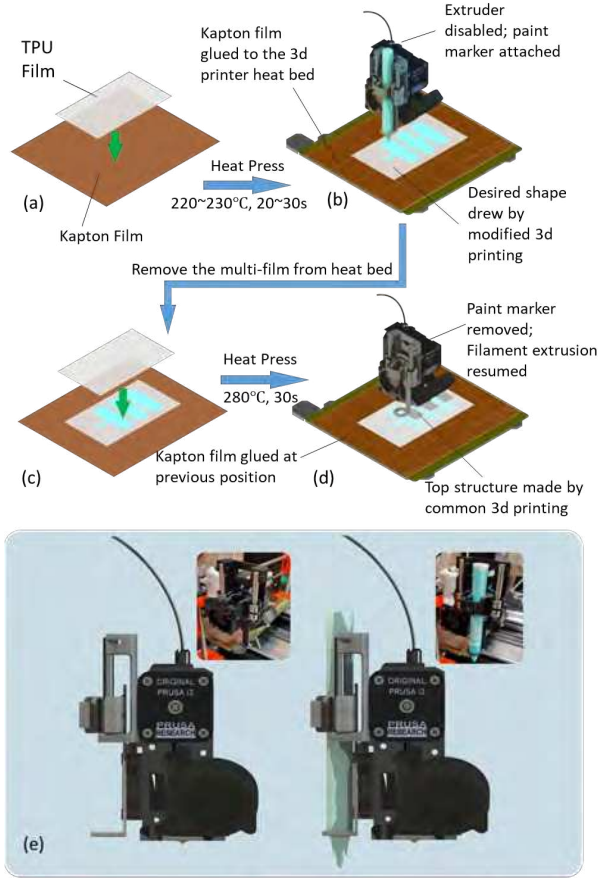 TPU
Film
Kapton film
glued to the 3d
printer heat bed
Extruder
disabled; paint
marker attached
Heat Press
220~230℃, 20~30s
(a)
(b)
Kapton Film
Desired shape
drew by
modified 3d
printing
Remove the multi-film from heat bed
Paint marker
removed;
Filament extrusion
resumed
Heat Press
280℃, 30s
(c)
Kapton film glued at
previous position
(d)
Top structure made by
common 3d printing
ORIGINAL
PRUSA i3
PRUSA
RESEARCH
ORIGINAL
PRUSA i3
PRUSA
RESEARCH
(e)